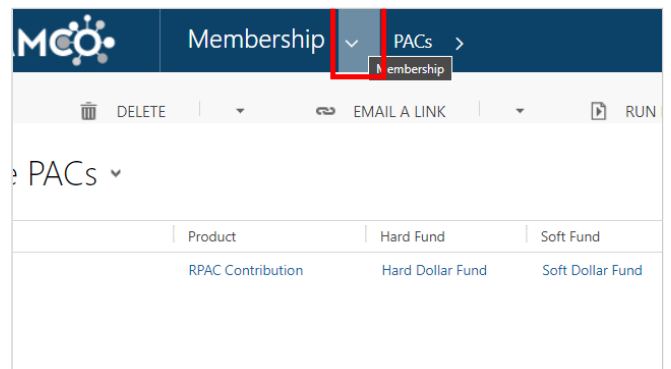 AMCO
Membership PACs >
Membership
DELETE EMAIL A LINK RUN
e PACs
Product Hard Fund Soft Fund
RPAC Contribution Hard Dollar Fund Soft Dollar Fund